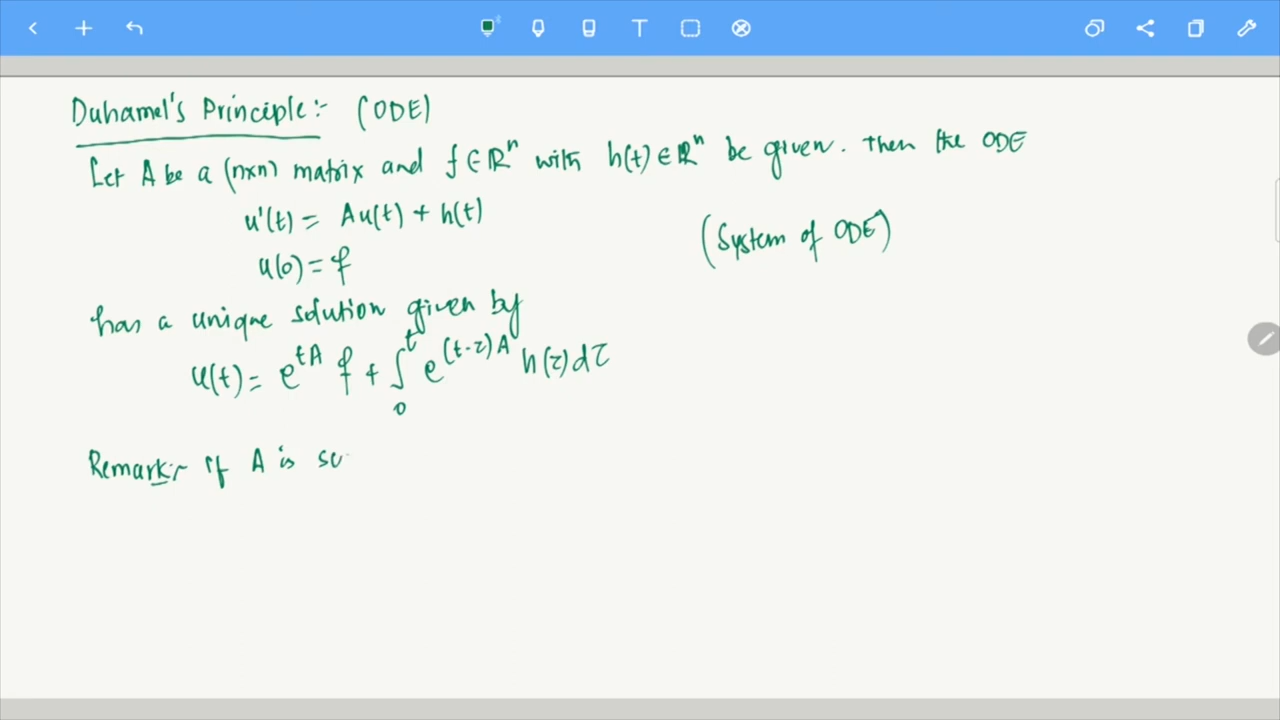 Duhamel's Principle:- (ODE)
Let A be a (n×n) matrix and f∈ℝⁿ with h(t)∈ℝⁿ be given. Then the ODE
u'(t) = Au(t) + h(t)
(System of ODE)
u(0) = f
has a unique solution given by
u(t) = e^{tA} f + ∫₀ᵗ e^{(t-τ)A} h(τ)dτ
Remark:- If A is sc